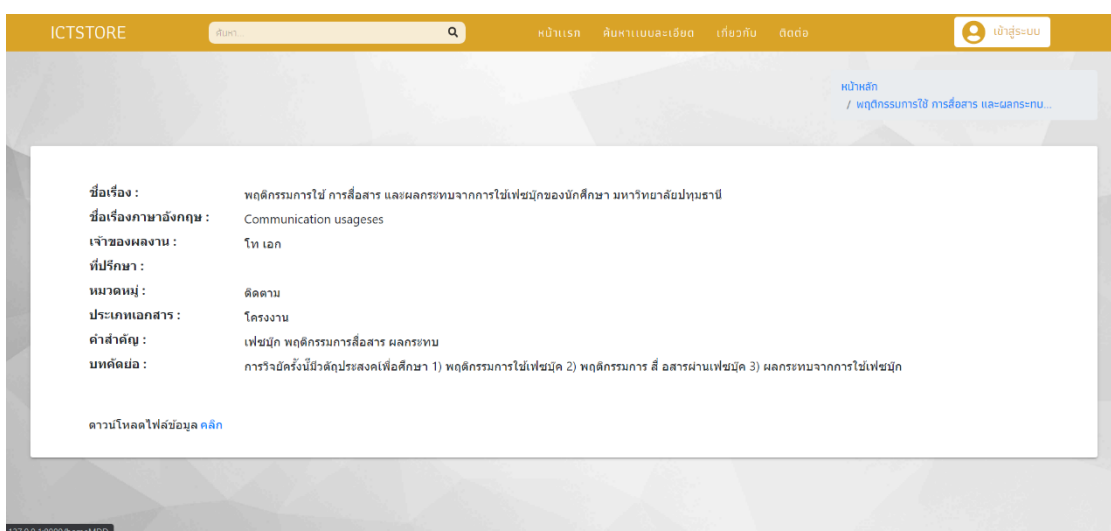 ICTSTORE ค้นหา... หน้าแรก ค้นหาแบบละเอียด เกี่ยวกับ ติดต่อ เข้าสู่ระบบ
หน้าหลัก
/ พฤติกรรมการใช้ การสื่อสาร และผลกระทบ...
ชื่อเรื่อง : พฤติกรรมการใช้ การสื่อสาร และผลกระทบจากการใช้เฟซบุ๊กของนักศึกษา มหาวิทยาลัยปทุมธานี
ชื่อเรื่องภาษาอังกฤษ : Communication usageses
เจ้าของผลงาน : โท เอก
ที่ปรึกษา :
หมวดหมู่ : ติดตาม
ประเภทเอกสาร : โครงงาน
คำสำคัญ : เฟซบุ๊ก พฤติกรรมการสื่อสาร ผลกระทบ
บทคัดย่อ : การวิจัยครั้งนี้มีวัตถุประสงค์เพื่อศึกษา 1) พฤติกรรมการใช้เฟซบุ๊ค 2) พฤติกรรมการ สื่ อสารผ่านเฟซบุ๊ค 3) ผลกระทบจากการใช้เฟซบุ๊ก
ดาวน์โหลดไฟล์ข้อมูล คลิก